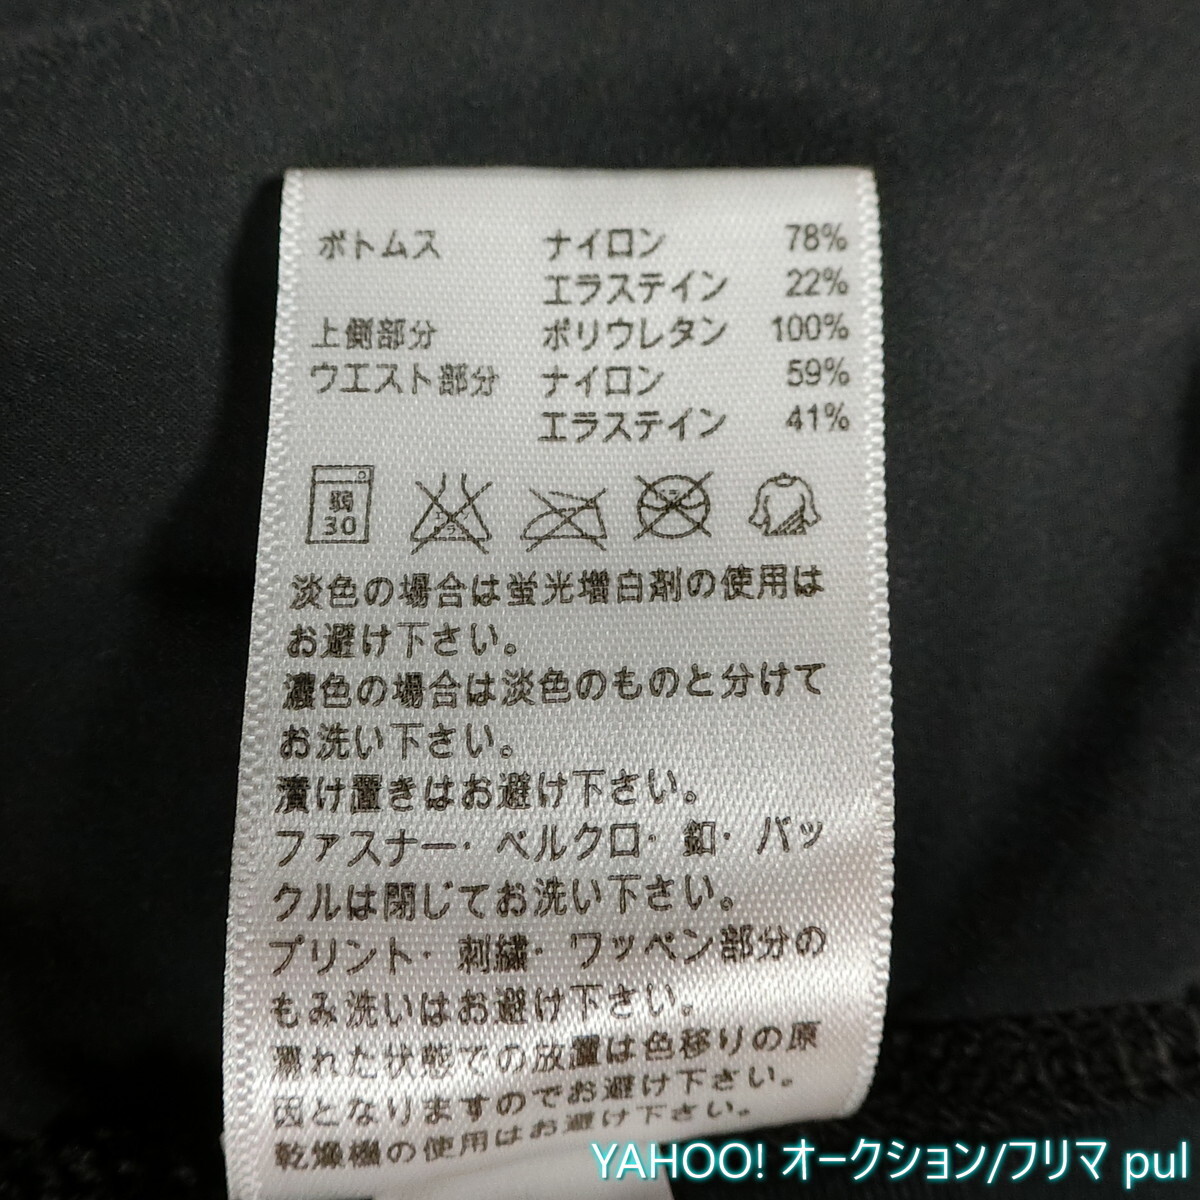 ボトムス ナイロン 78%
エラステイン 22%
上側部分 ポリウレタン 100%
ウエスト部分 ナイロン 59%
エラステイン 41%
弱
30
淡色の場合は蛍光増白剤の使用は
お避け下さい。
濃色の場合は淡色のものと分けて
お洗い下さい。
漬け置きはお避け下さい。
ファスナー・ベルクロ・釦・バッ
クルは閉じてお洗い下さい。
プリント・刺繍・ワッペン部分の
もみ洗いはお避け下さい。
濡れた状態での放置は色移りの原
因となりますのでお避け下さい。
乾燥機の使用はお避け下さい。
YAHOO! オークション/フリマ pul